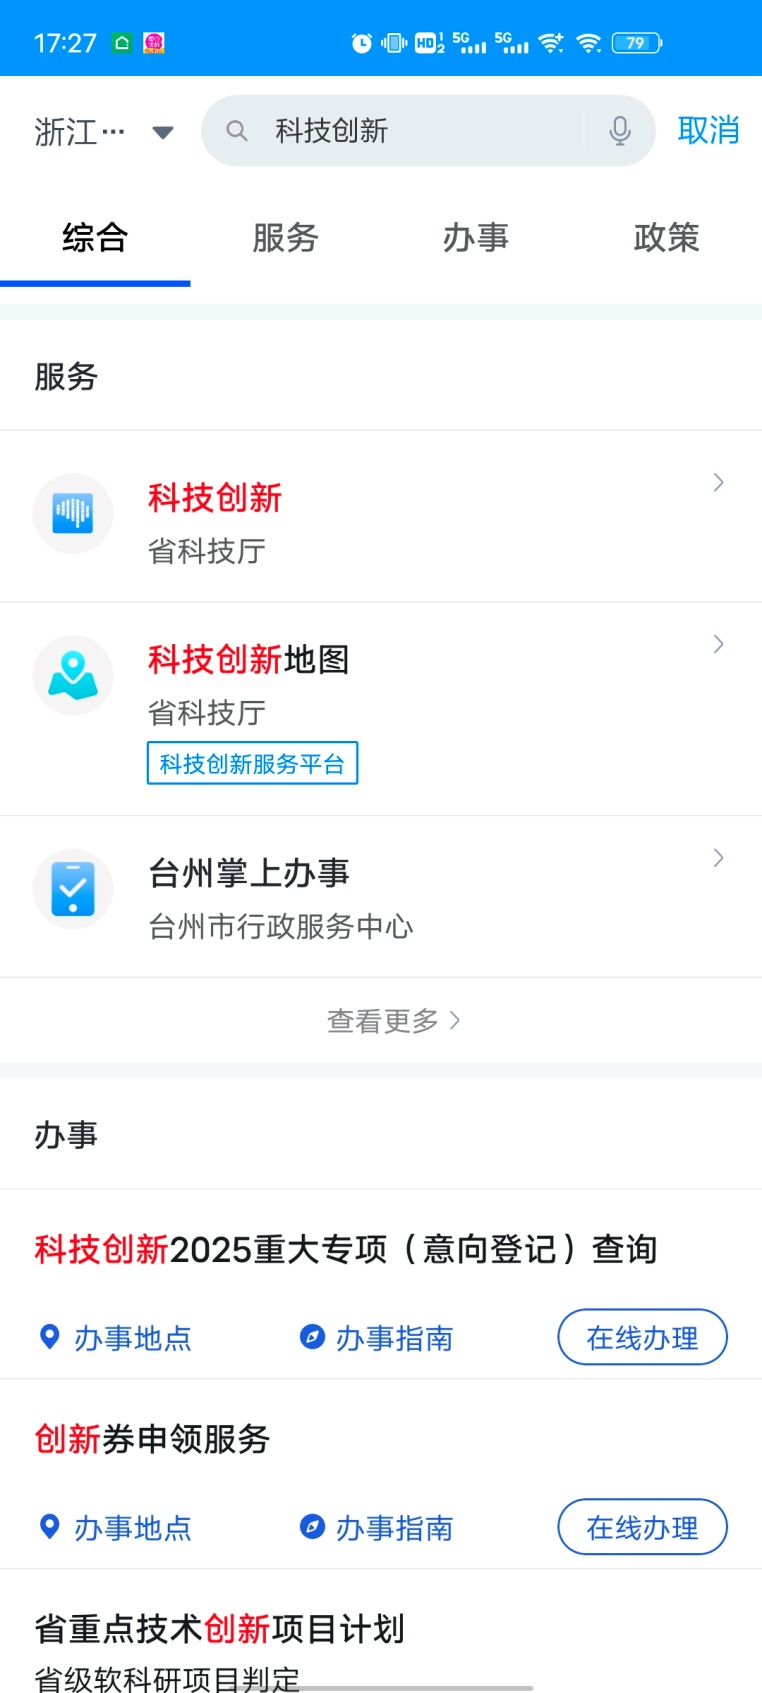 17:27 HD 1 2 5G 5G 79
浙江… 科技创新 取消
综合 服务 办事 政策
服务
科技创新
省科技厅
科技创新地图
省科技厅
科技创新服务平台
台州掌上办事
台州市行政服务中心
查看更多
办事
科技创新2025重大专项（意向登记）查询
办事地点 办事指南 在线办理
创新券申领服务
办事地点 办事指南 在线办理
省重点技术创新项目计划
省级软科研项目判定